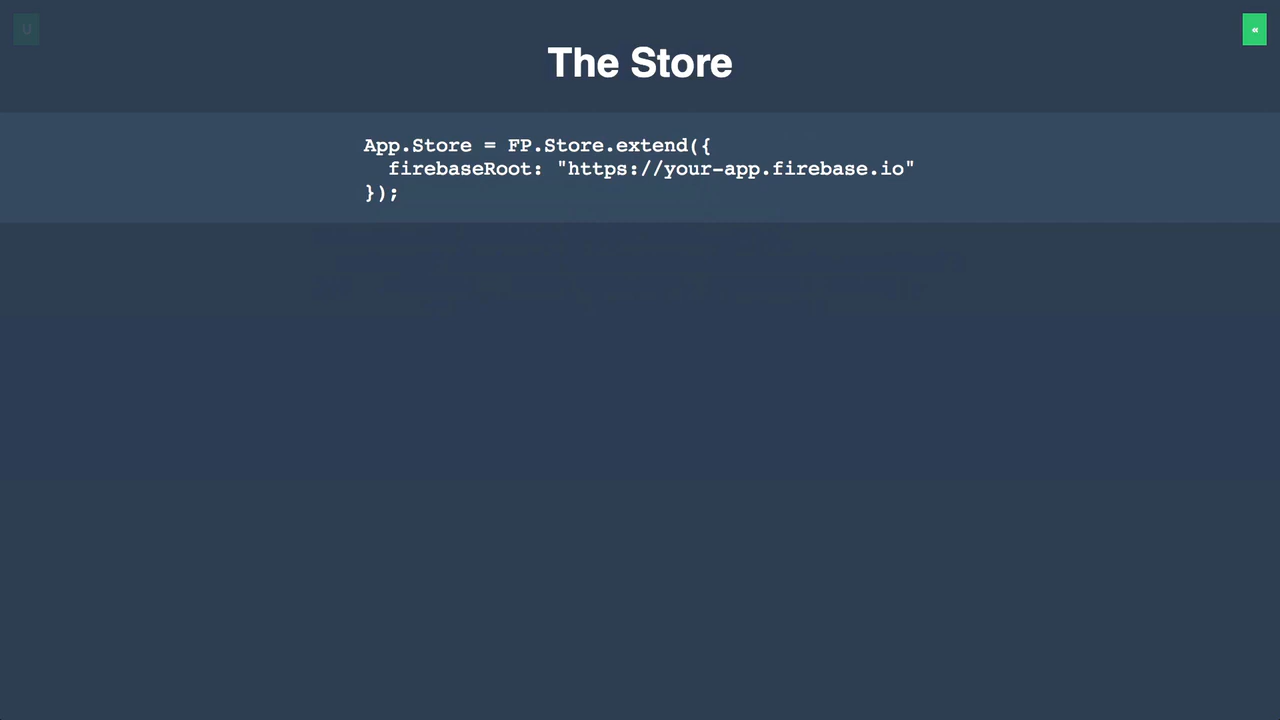 U
«
The Store
App.Store = FP.Store.extend({
  firebaseRoot: "https://your-app.firebase.io"
});